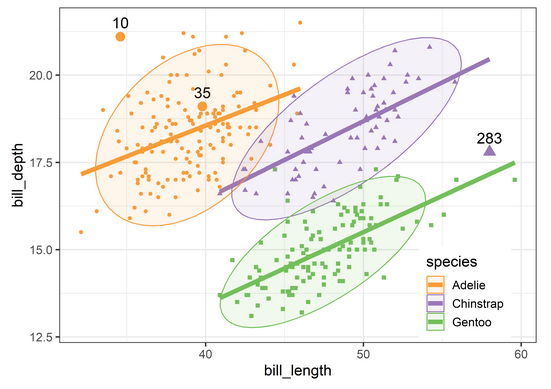 10
35
283
20.0
17.5
15.0
12.5
bill_depth
40
50
60
bill_length
species
Adelie
Chinstrap
Gentoo